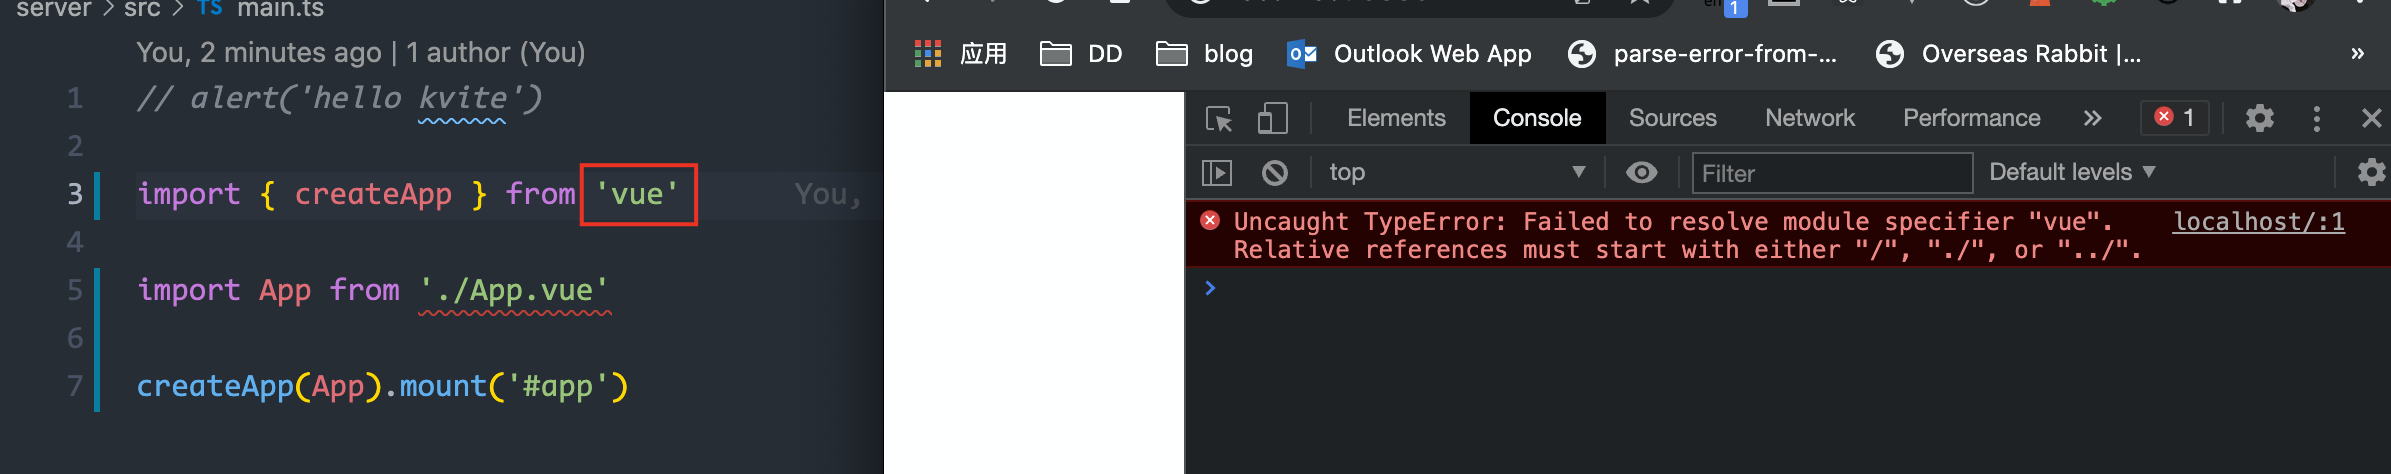 server > src > TS main.ts
You, 2 minutes ago | 1 author (You)
1 // alert('hello kvite')
2
3 import { createApp } from 'vue' You,
4
5 import App from './App.vue'
6
7 createApp(App).mount('#app')
en 1
应用 DD blog Outlook Web App parse-error-from-... Overseas Rabbit |... »
Elements Console Sources Network Performance » 1
top Filter Default levels
Uncaught TypeError: Failed to resolve module specifier "vue". localhost/:1
Relative references must start with either "/", "./", or "../".
>